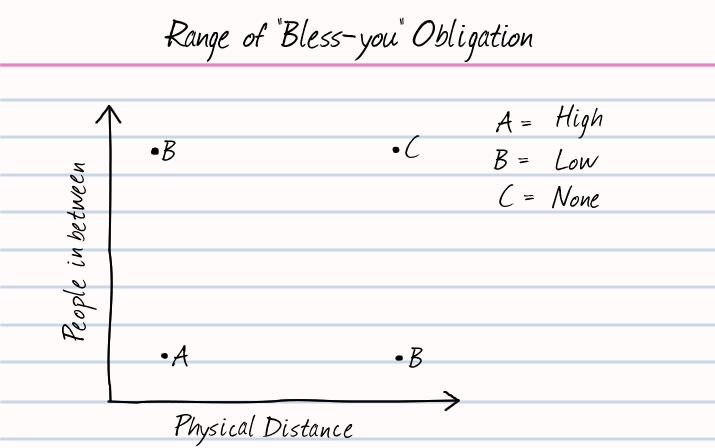 Range of "Bless-you" Obligation
A = High
B = Low
C = None
People in between
•B
•C
•A
•B
Physical Distance